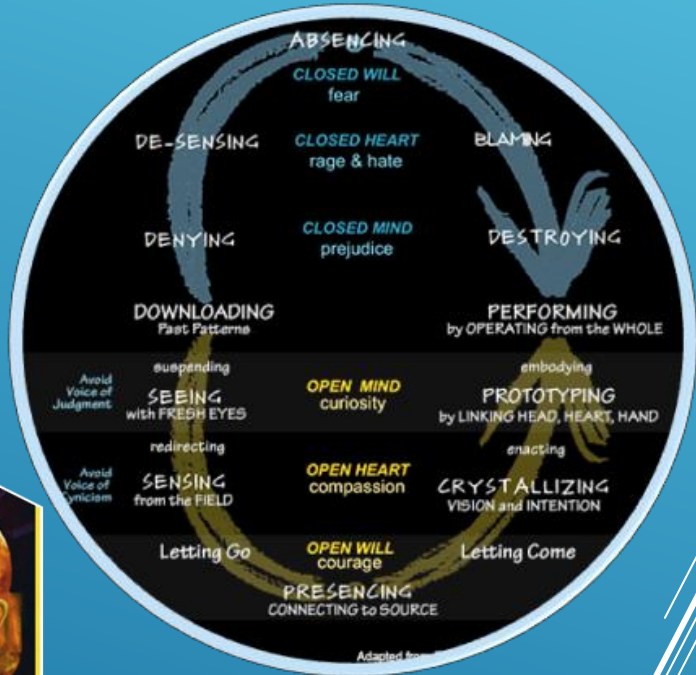 ABSENCING
CLOSED WILL
fear
DE-SENSING
CLOSED HEART
rage & hate
BLAMING
DENYING
CLOSED MIND
prejudice
DESTROYING
DOWNLOADING
Past Patterns
PERFORMING
by OPERATING from the WHOLE
suspending
embodying
Avoid
Voice of
Judgment
SEEING
with FRESH EYES
OPEN MIND
curiosity
PROTOTYPING
by LINKING HEAD, HEART, HAND
redirecting
enacting
Avoid
Voice of
Cynicism
SENSING
from the FIELD
OPEN HEART
compassion
CRYSTALLIZING
VISION and INTENTION
Letting Go
OPEN WILL
courage
Letting Come
PRESENCING
CONNECTING to SOURCE
Adapted from